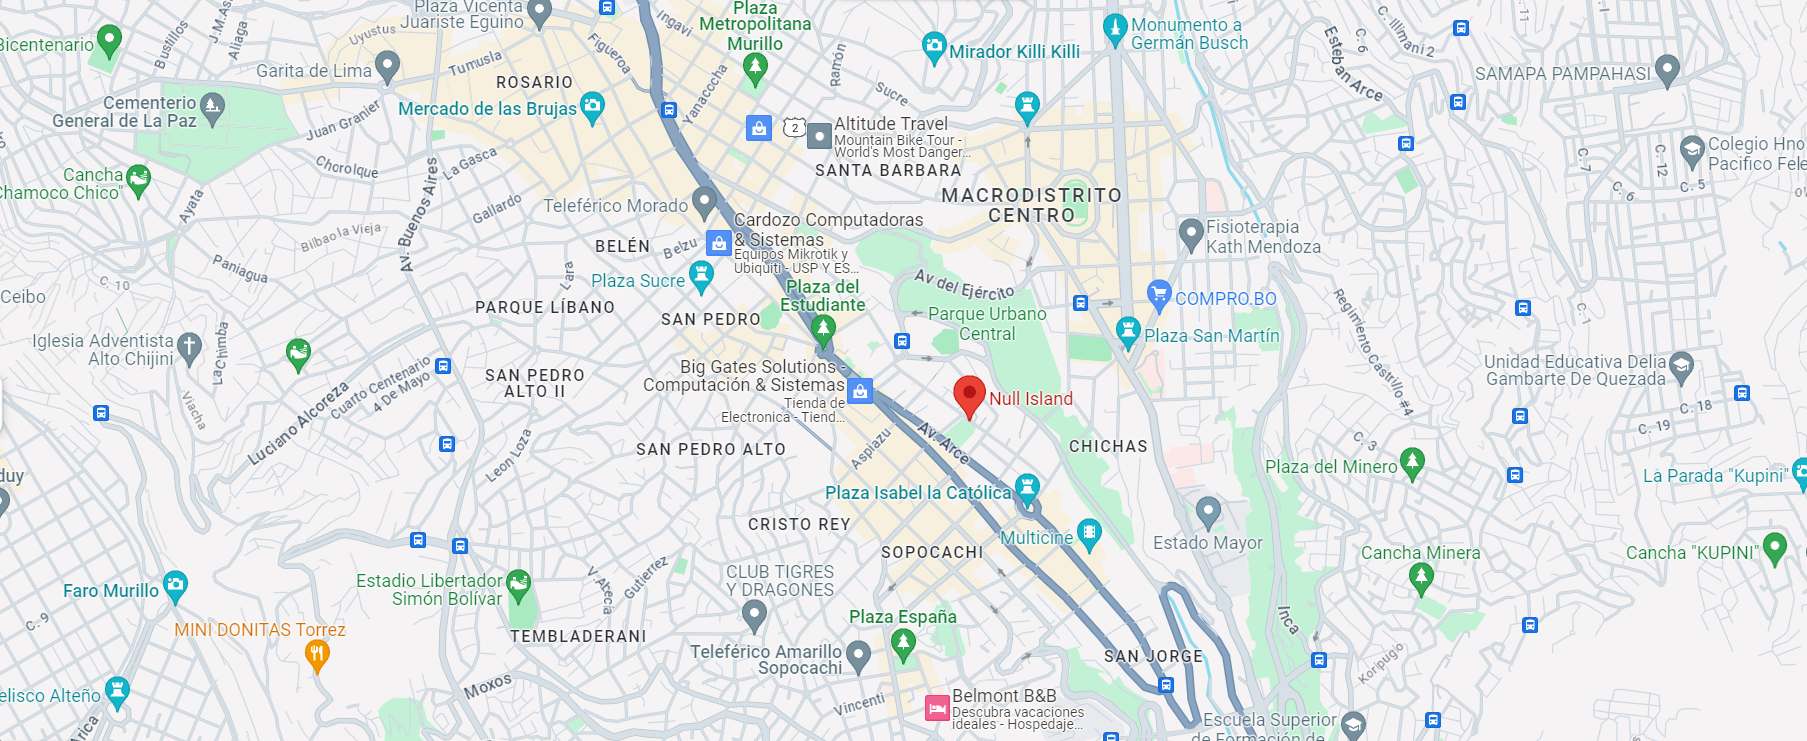 Plaza Vicenta
Juariste Eguino
Bicentenario
Bustillos
J.M.As
Aliaga
Uyustus
Garita de Lima
Tumusla
Figueroa
Ingavi
Plaza
Metropolitana
Murillo
Ramón
Mirador Killi Killi
Monumento a
Germán Busch
Esteban Arce
C. 6
C. Illimani 2
C. 11
SAMAPA PAMPAHASI
ROSARIO
Cementerio
General de La Paz
Mercado de las Brujas
Yanacocha
Sucre
Juan Granier
2
Altitude Travel
Mountain Bike Tour -
World's Most Danger...
SANTA BARBARA
Chorolque
La Gasca
Cancha
Chamoco Chico"
Ayata
Av. Buenos Aires
Gallardo
Teleférico Morado
MACRODISTRITO
CENTRO
Colegio Hno
Pacifico Fele
C. 7
C. 12
C. 5
C. 6
Cardozo Computadoras
& Sistemas
Equipos Mikrotik y
Ubiquiti - USP Y ES...
Fisioterapia
Kath Mendoza
Bilbao la Vieja
BELÉN
Belzu
Paniagua
C. 10
Lara
Plaza Sucre
Plaza del
Estudiante
Av del Ejército
Ceibo
PARQUE LÍBANO
SAN PEDRO
Parque Urbano
Central
COMPRO.BO
Regimiento Castrillo #4
C. 1
Iglesia Adventista
Alto Chijini
LaChimba
Plaza San Martín
Unidad Educativa Delia
Gambarte De Quezada
Big Gates Solutions -
Computación & Sistemas
Tienda de
Electronica - Tiend...
SAN PEDRO
ALTO II
Cuarto Centenario
4 De Mayo
Viacha
Luciano Alcoreza
Null Island
C. 18
C. 19
Av. Arce
Aspiazu
CHICHAS
C. 3
SAN PEDRO ALTO
Leon Loza
Plaza del Minero
La Parada "Kupini"
duy
Plaza Isabel la Católica
CRISTO REY
Multicine
Estado Mayor
SOPOCACHI
Cancha Minera
Cancha "KUPINI"
CLUB TIGRES
Y DRAGONES
Gutierrez
V. Abecia
Estadio Libertador
Simón Bolívar
Faro Murillo
C. 9
MINI DONITAS Torrez
Plaza España
Inca
TEMBLADERANI
Teleférico Amarillo
Sopocachi
SAN JORGE
Koripugio
Moxos
elisco Alteño
Arica
Vincenti
Belmont B&B
Descubra vacaciones
ideales - Hospedaje...
Escuela Superior
de Formación de